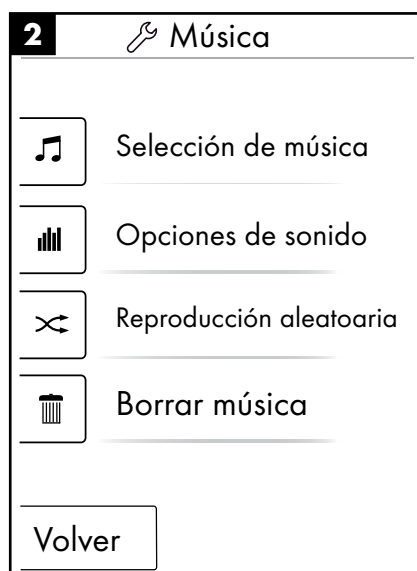 2
Música
Selección de música
Opciones de sonido
Reproducción aleatoaria
Borrar música
Volver